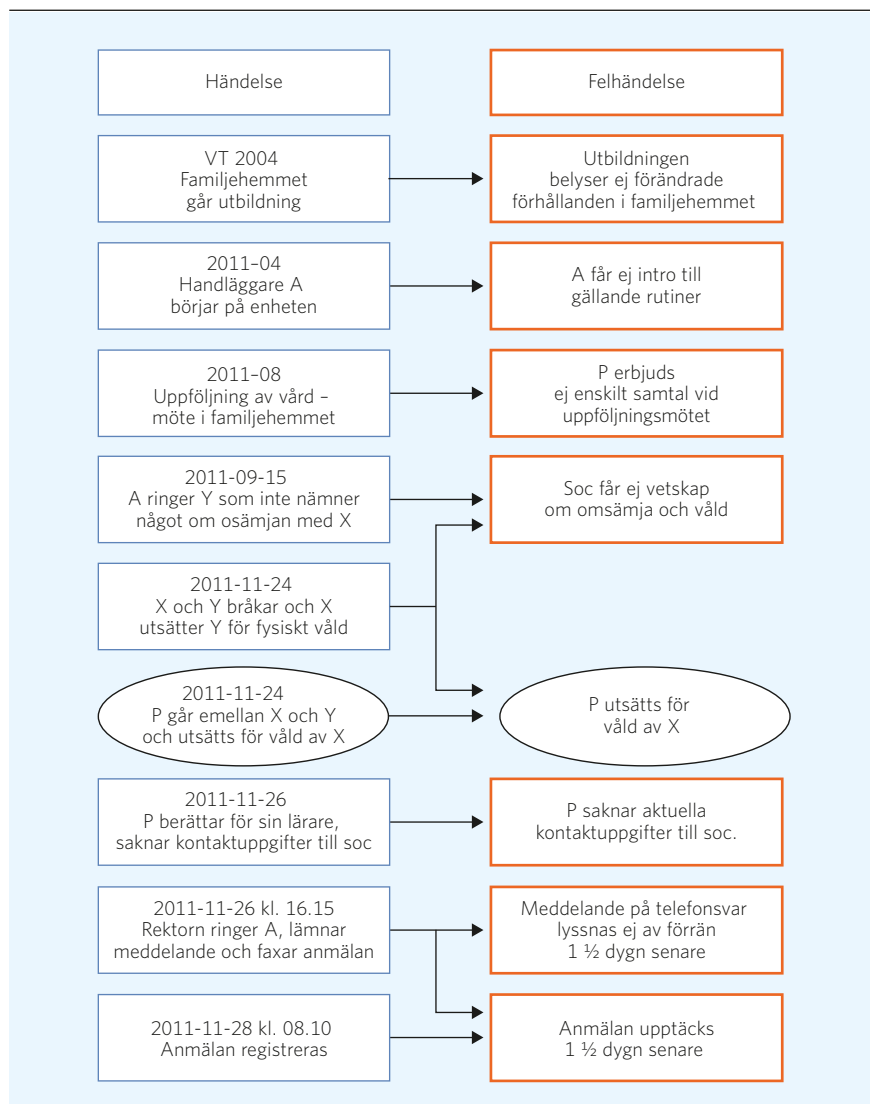 Händelse
Felhändelse
VT 2004
Familjehemmet
går utbildning
Utbildningen
belyser ej förändrade
förhållanden i familjehemmet
2011–04
Handläggare A
börjar på enheten
A får ej intro till
gällande rutiner
2011–08
Uppföljning av vård –
möte i familjehemmet
P erbjuds
ej enskilt samtal vid
uppföljningsmötet
2011-09-15
A ringer Y som inte nämner
något om osämjan med X
Soc får ej vetskap
om omsämja och våld
2011-11-24
X och Y bråkar och X
utsätter Y för fysiskt våld
2011-11-24
P går emellan X och Y
och utsätts för våld av X
P utsätts för
våld av X
2011-11-26
P berättar för sin lärare,
saknar kontaktuppgifter till soc
P saknar aktuella
kontaktuppgifter till soc.
2011-11-26 kl. 16.15
Rektorn ringer A, lämnar
meddelande och faxar anmälan
Meddelande på telefonsvar
lyssnas ej av förrän
1 ½ dygn senare
2011-11-28 kl. 08.10
Anmälan registreras
Anmälan upptäcks
1 ½ dygn senare